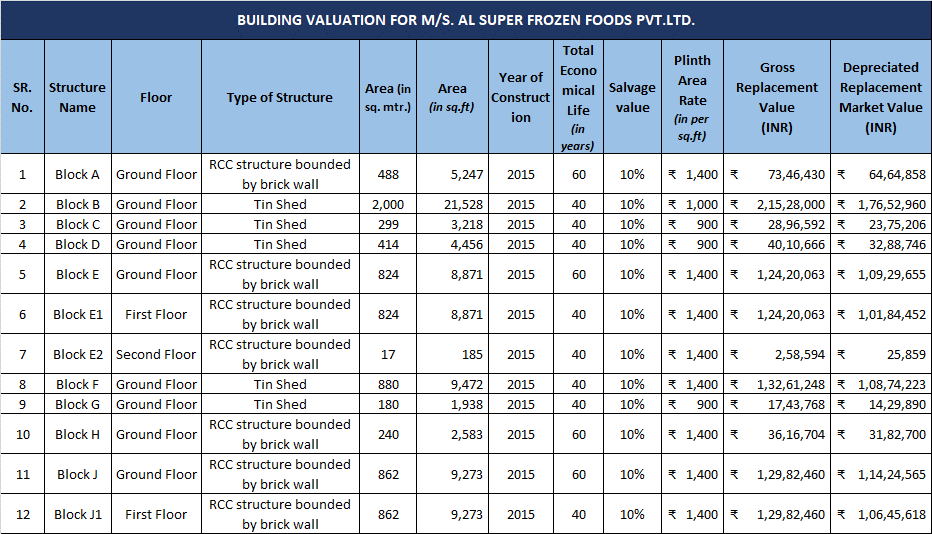 BUILDING VALUATION FOR M/S. AL SUPER FROZEN FOODS PVT.LTD.
SR. No. Structure Name Floor Type of Structure Area (in sq. mtr.) Area (in sq.ft) Year of Construct ion Total Econo mical Life (in years) Salvage value Plinth Area Rate (in per sq.ft) Gross Replacement Value (INR) Depreciated Replacement Market Value (INR)
1 Block A Ground Floor RCC structure bounded by brick wall 488 5,247 2015 60 10% ₹ 1,400 ₹ 73,46,430 ₹ 64,64,858
2 Block B Ground Floor Tin Shed 2,000 21,528 2015 40 10% ₹ 1,000 ₹ 2,15,28,000 ₹ 1,76,52,960
3 Block C Ground Floor Tin Shed 299 3,218 2015 40 10% ₹ 900 ₹ 28,96,592 ₹ 23,75,206
4 Block D Ground Floor Tin Shed 414 4,456 2015 40 10% ₹ 900 ₹ 40,10,666 ₹ 32,88,746
5 Block E Ground Floor RCC structure bounded by brick wall 824 8,871 2015 60 10% ₹ 1,400 ₹ 1,24,20,063 ₹ 1,09,29,655
6 Block E1 First Floor RCC structure bounded by brick wall 824 8,871 2015 40 10% ₹ 1,400 ₹ 1,24,20,063 ₹ 1,01,84,452
7 Block E2 Second Floor RCC structure bounded by brick wall 17 185 2015 40 10% ₹ 1,400 ₹ 2,58,594 ₹ 25,859
8 Block F Ground Floor Tin Shed 880 9,472 2015 40 10% ₹ 1,400 ₹ 1,32,61,248 ₹ 1,08,74,223
9 Block G Ground Floor Tin Shed 180 1,938 2015 40 10% ₹ 900 ₹ 17,43,768 ₹ 14,29,890
10 Block H Ground Floor RCC structure bounded by brick wall 240 2,583 2015 60 10% ₹ 1,400 ₹ 36,16,704 ₹ 31,82,700
11 Block J Ground Floor RCC structure bounded by brick wall 862 9,273 2015 60 10% ₹ 1,400 ₹ 1,29,82,460 ₹ 1,14,24,565
12 Block J1 First Floor RCC structure bounded by brick wall 862 9,273 2015 40 10% ₹ 1,400 ₹ 1,29,82,460 ₹ 1,06,45,618